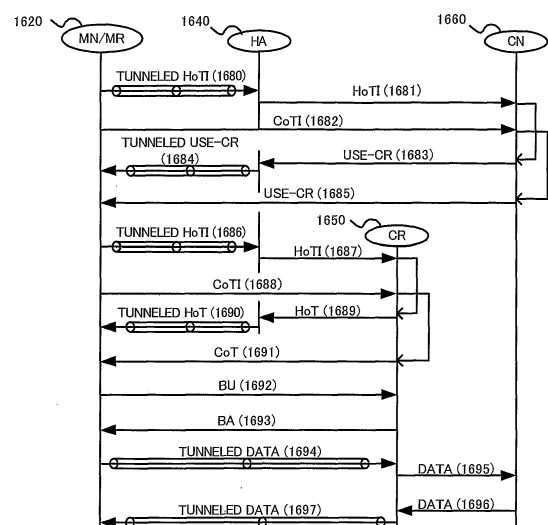 1620
1640
1660
MN/MR
HA
CN
TUNNELED HoTI (1680)
HoTI (1681)
CoTI (1682)
TUNNELED USE-CR
(1684)
USE-CR (1683)
USE-CR (1685)
1650
TUNNELED HoTI (1686)
CR
HoTI (1687)
CoTI (1688)
TUNNELED HoT (1690)
HoT (1689)
CoT (1691)
BU (1692)
BA (1693)
TUNNELED DATA (1694)
DATA (1695)
DATA (1696)
TUNNELED DATA (1697)